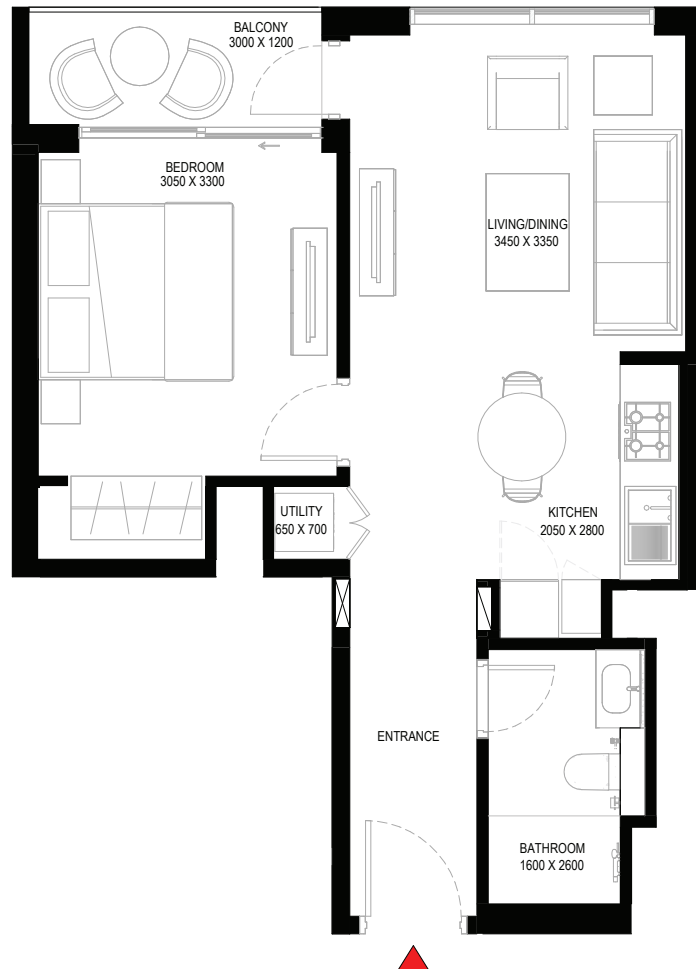 BALCONY
3000 X 1200
BEDROOM
3050 X 3300
LIVING/DINING
3450 X 3350
UTILITY
650 X 700
KITCHEN
2050 X 2800
ENTRANCE
BATHROOM
1600 X 2600